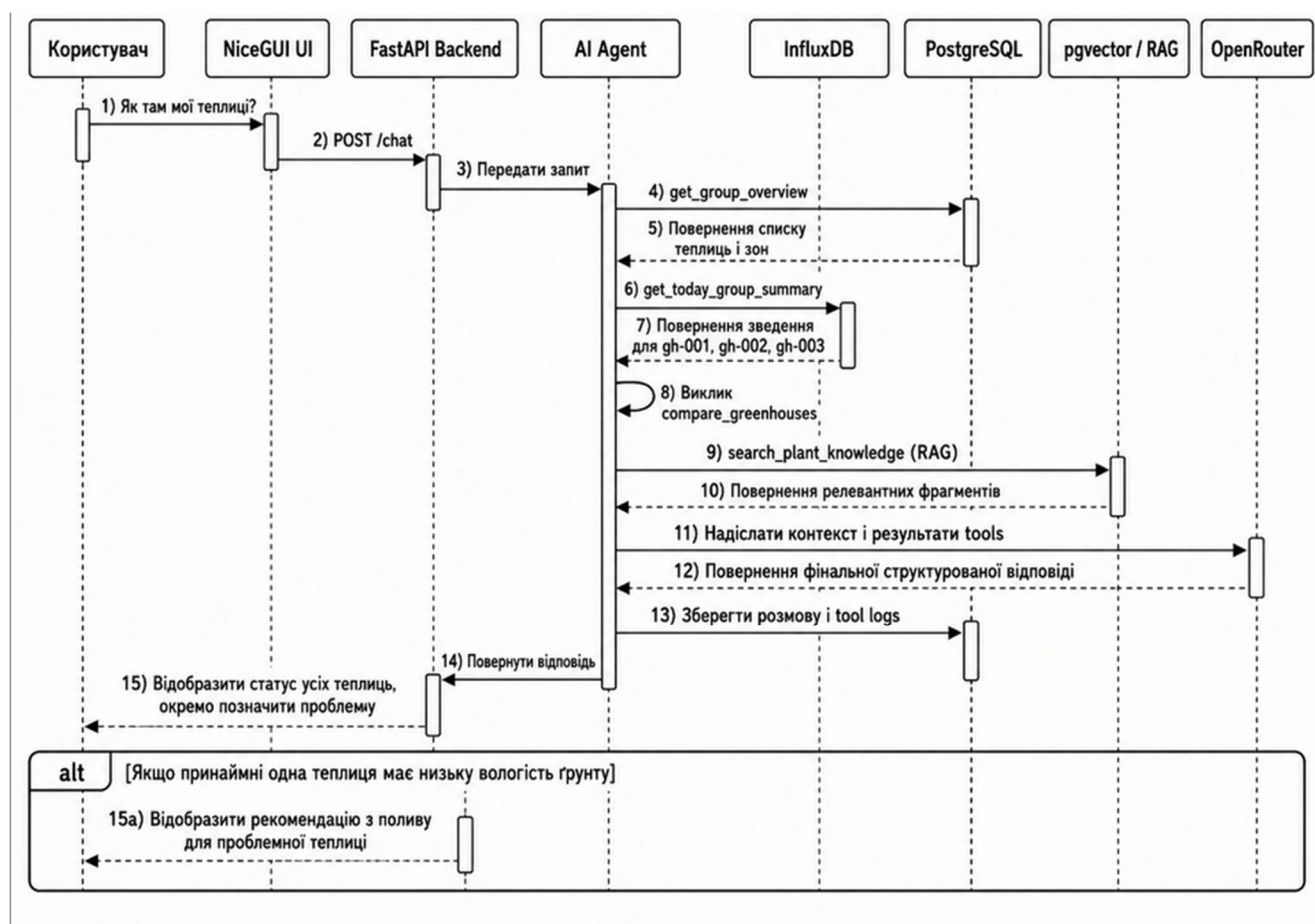 Користувач
NiceGUI UI
FastAPI Backend
AI Agent
InfluxDB
PostgreSQL
pgvector / RAG
OpenRouter
1) Як там мої теплиці?
2) POST /chat
3) Передати запит
4) get_group_overview
5) Повернення списку
теплиць і зон
6) get_today_group_summary
7) Повернення зведення
для gh-001, gh-002, gh-003
8) Виклик
compare_greenhouses
9) search_plant_knowledge (RAG)
10) Повернення релевантних фрагментів
11) Надіслати контекст і результати tools
12) Повернення фінальної структурованої відповіді
13) Зберегти розмову і tool logs
14) Повернути відповідь
15) Відобразити статус усіх теплиць,
окремо позначити проблему
alt
[Якщо принаймні одна теплиця має низьку вологість ґрунту]
15а) Відобразити рекомендацію з поливу
для проблемної теплиці